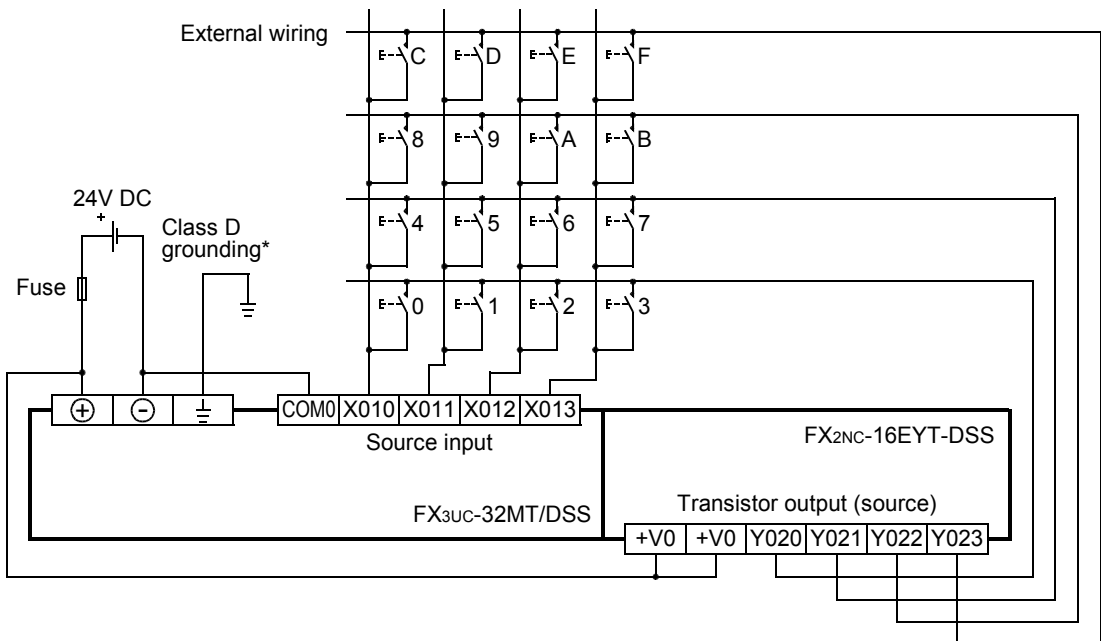 External wiring
C D E F
8 9 A B
24V DC
+
Class D
grounding*
4 5 6 7
Fuse
0 1 2 3
+ - COM0 X010 X011 X012 X013
Source input
FX2NC-16EYT-DSS
FX3UC-32MT/DSS
Transistor output (source)
+V0 +V0 Y020 Y021 Y022 Y023